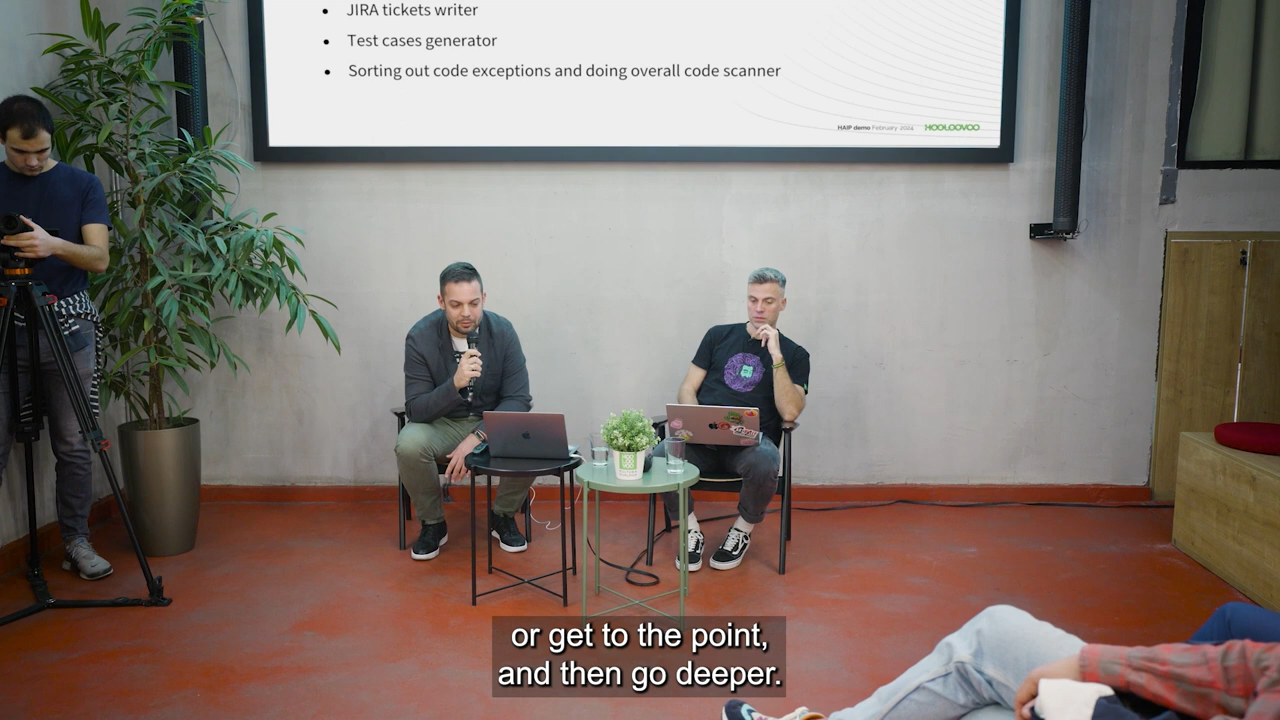 JIRA tickets writer
Test cases generator
Sorting out code exceptions and doing overall code scanner
HAIP demo February 2024 HOOLOOVOO
or get to the point,
and then go deeper.